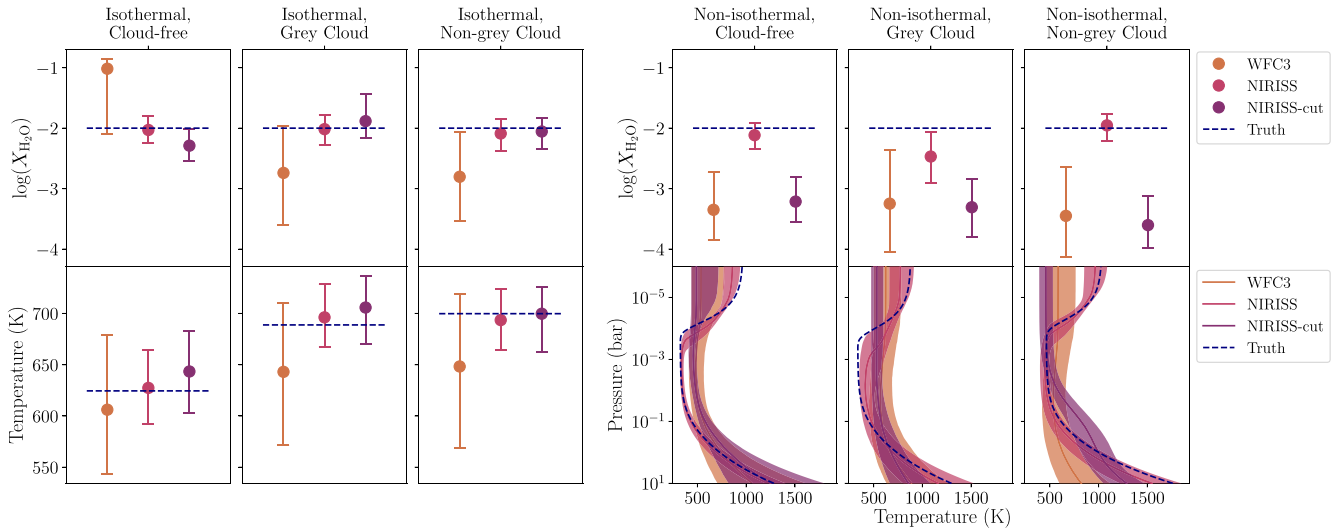 Isothermal,
Cloud-free
Isothermal,
Grey Cloud
Isothermal,
Non-grey Cloud
Non-isothermal,
Cloud-free
Non-isothermal,
Grey Cloud
Non-isothermal,
Non-grey Cloud
log(X_H₂O)
−1
−2
−3
−4
log(X_H₂O)
−1
−2
−3
−4
WFC3
NIRISS
NIRISS-cut
Truth
Temperature (K)
700
650
600
550
Pressure (bar)
10⁻⁵
10⁻³
10⁻¹
10¹
WFC3
NIRISS
NIRISS-cut
Truth
500 1000 1500
500 1000 1500
500 1000 1500
Temperature (K)